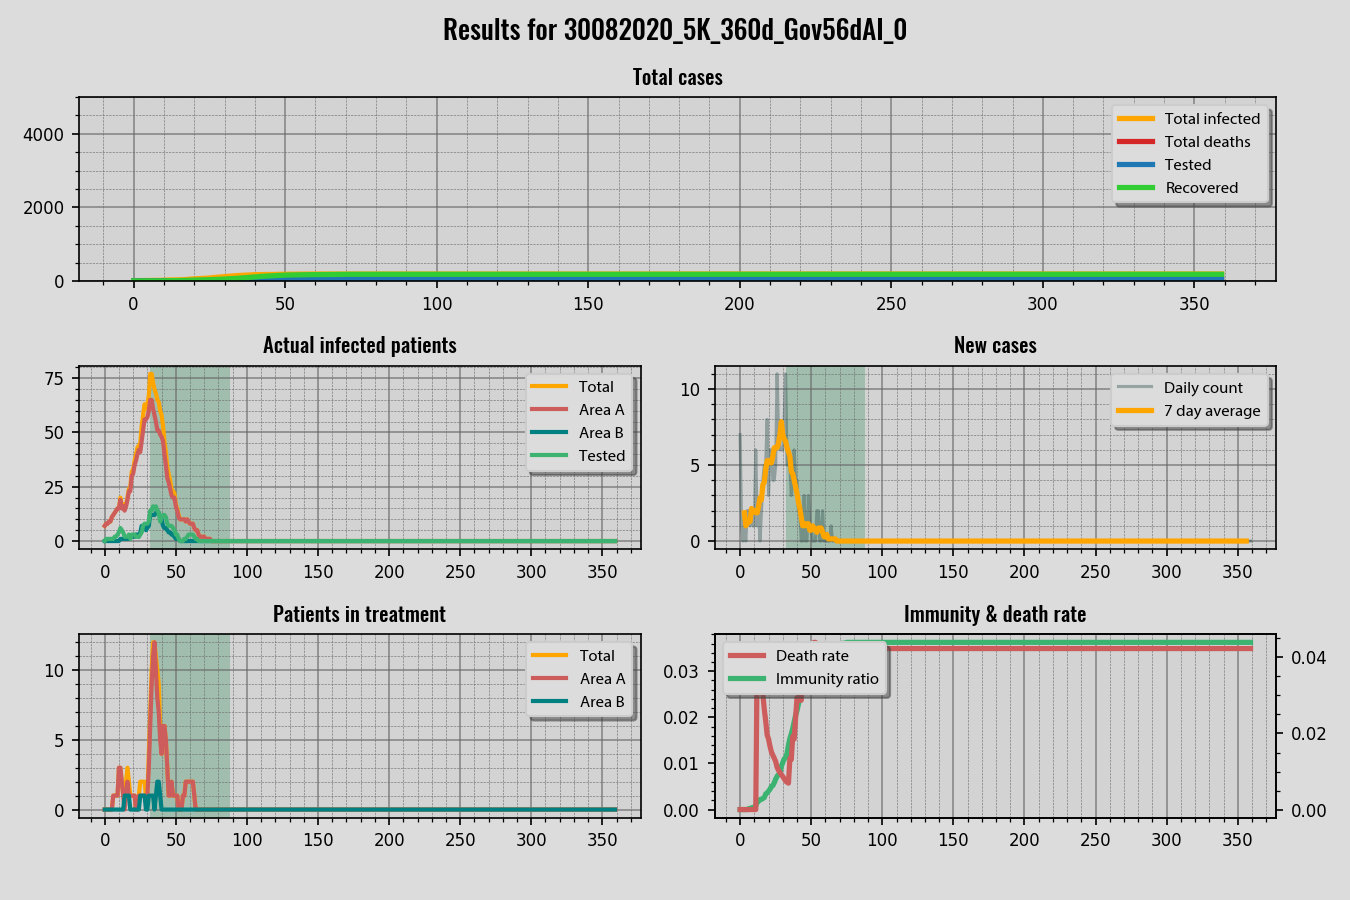 Results for 30082020_5K_360d_Gov56dAI_0
Total cases
4000
2000
0
Total infected
Total deaths
Tested
Recovered
0 50 100 150 200 250 300 350
Actual infected patients
75
50
25
0
Total
Area A
Area B
Tested
0 50 100 150 200 250 300 350
New cases
10
5
0
Daily count
7 day average
0 50 100 150 200 250 300 350
Patients in treatment
10
5
0
Total
Area A
Area B
0 50 100 150 200 250 300 350
Immunity & death rate
0.03
0.02
0.01
0.00
Death rate
Immunity ratio
0.04
0.02
0.00
0 50 100 150 200 250 300 350